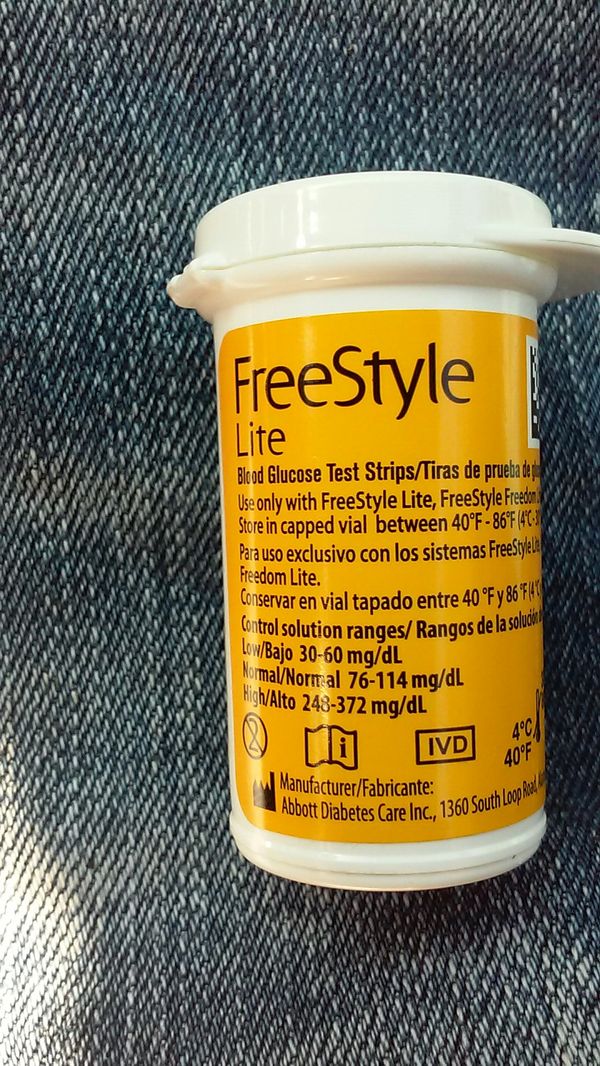 FreeStyle
Lite
Blood Glucose Test Strips/Tiras de prueba de
Use only with FreeStyle Lite, FreeStyle Freedom
Store in capped vial between 40°F - 86°F (4°C-
Para uso exclusivo con los sistemas FreeStyle
Freedom Lite.
Conservar en vial tapado entre 40 °F y 86 °F (4°
Control solution ranges/ Rangos de la solución
Low/Bajo 30-60 mg/dL
Normal/Normal 76-114 mg/dL
High/Alto 248-372 mg/dL
2
i
IVD
4°C
40°F
Manufacturer/Fabricante:
Abbott Diabetes Care Inc., 1360 South Loop Road,